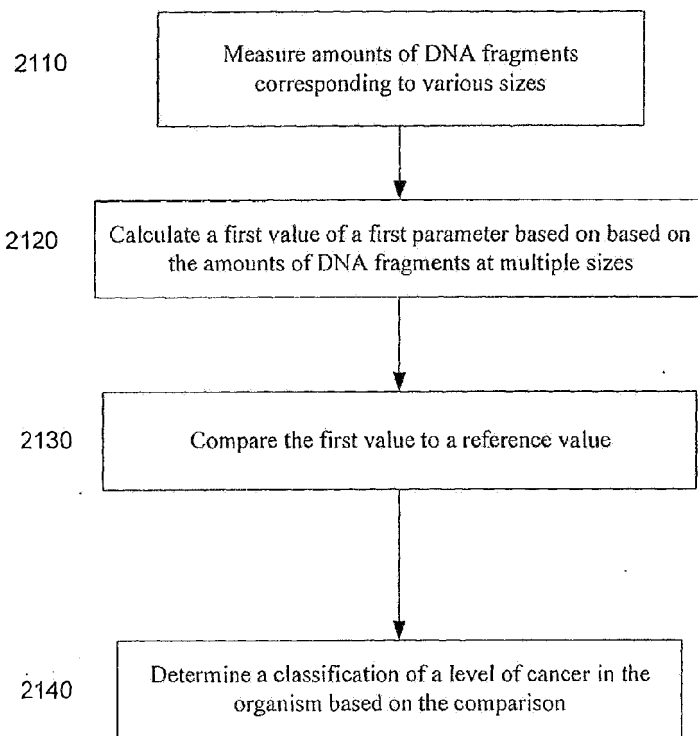 2110
Measure amounts of DNA fragments
corresponding to various sizes
2120
Calculate a first value of a first parameter based on based on
the amounts of DNA fragments at multiple sizes
2130
Compare the first value to a reference value
2140
Determine a classification of a level of cancer in the
organism based on the comparison